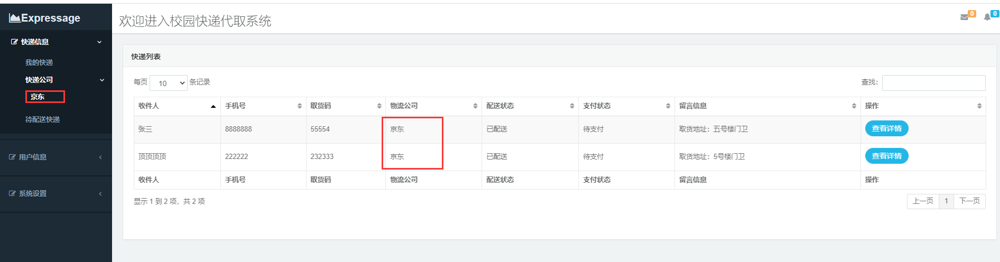 Expressage
欢迎进入校园快递代取系统
0
0
快递信息
我的快递
快递公司
京东
待配送快递
用户信息
系统设置
快递列表
每页 10 条记录
查找:
收件人 手机号 取货码 物流公司 配送状态 支付状态 留言信息 操作
张三 8888888 55554 京东 已配送 待支付 取货地址：五号楼门卫 查看详情
顶顶顶顶 222222 232333 京东 已配送 待支付 取货地址：5号楼门卫 查看详情
收件人 手机号 取货码 物流公司 配送状态 支付状态 留言信息 操作
显示 1 到 2 项，共 2 项
上一页 1 下一页